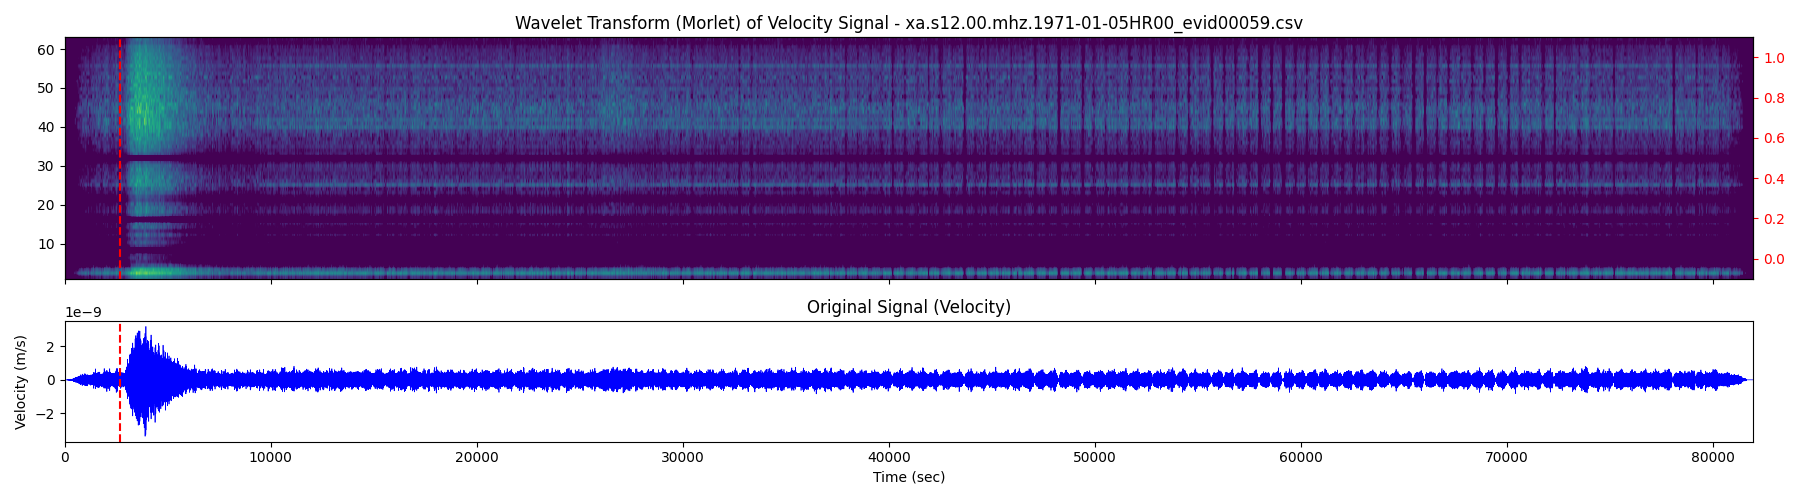 Wavelet Transform (Morlet) of Velocity Signal - xa.s12.00.mhz.1971-01-05HR00_evid00059.csv
60
50
40
30
20
10
1.0
0.8
0.6
0.4
0.2
0.0
Original Signal (Velocity)
1e−9
Velocity (m/s)
2
0
−2
0 10000 20000 30000 40000 50000 60000 70000 80000
Time (sec)